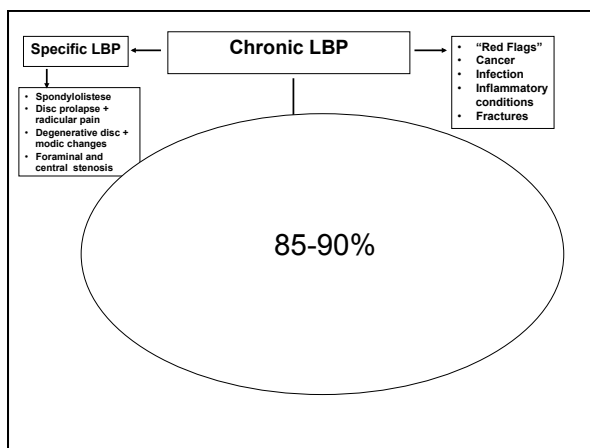 Specific LBP
Chronic LBP
• "Red Flags"
• Cancer
• Infection
• Inflammatory
conditions
• Fractures
• Spondylolistese
• Disc prolapse +
radicular pain
• Degenerative disc +
modic changes
• Foraminal and
central stenosis
85-90%